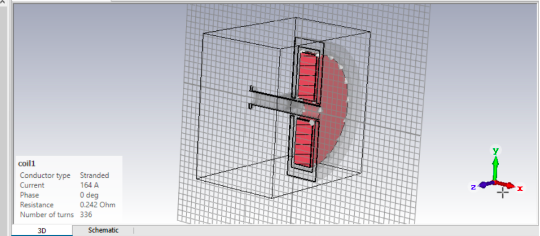 coil1
Conductor type Stranded
Current 164 A
Phase 0 deg
Resistance 0.242 Ohm
Number of turns 336
y
z
x
3D Schematic